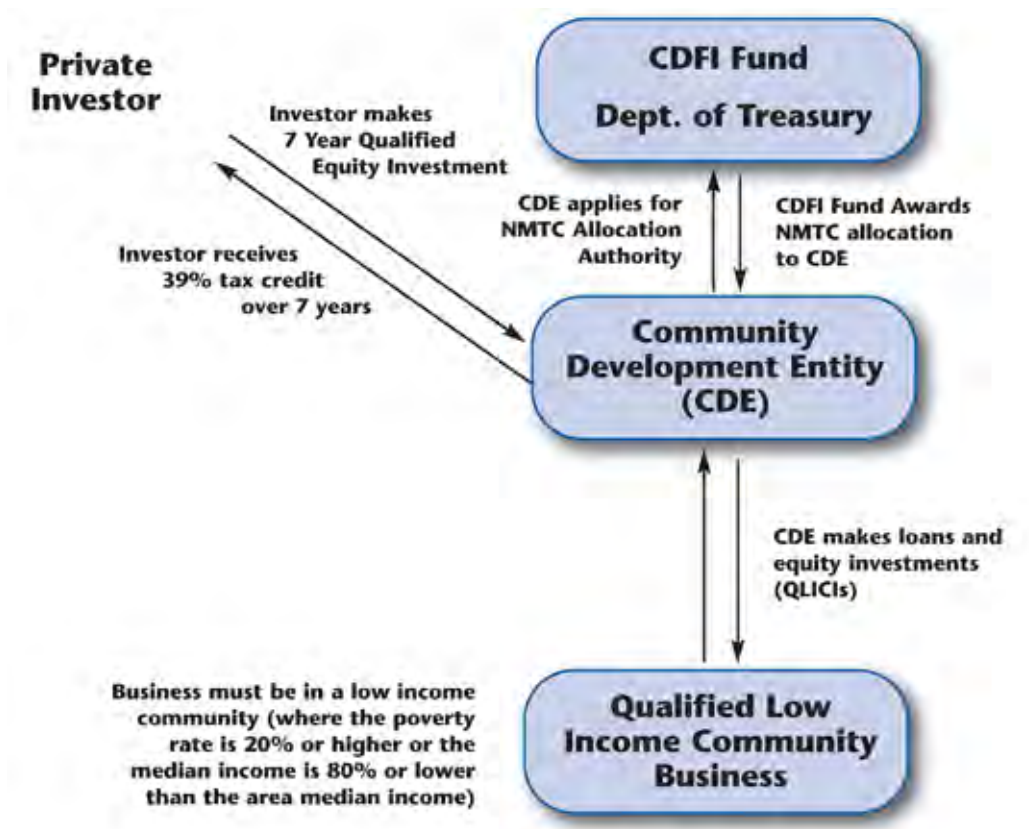 Private
Investor
CDFI Fund
Dept. of Treasury
Investor makes
7 Year Qualified
Equity Investment
Investor receives
39% tax credit
over 7 years
CDE applies for
NMTC Allocation
Authority
CDFI Fund Awards
NMTC allocation
to CDE
Community
Development Entity
(CDE)
CDE makes loans and
equity investments
(QLICIs)
Business must be in a low income
community (where the poverty
rate is 20% or higher or the
median income is 80% or lower
than the area median income)
Qualified Low
Income Community
Business